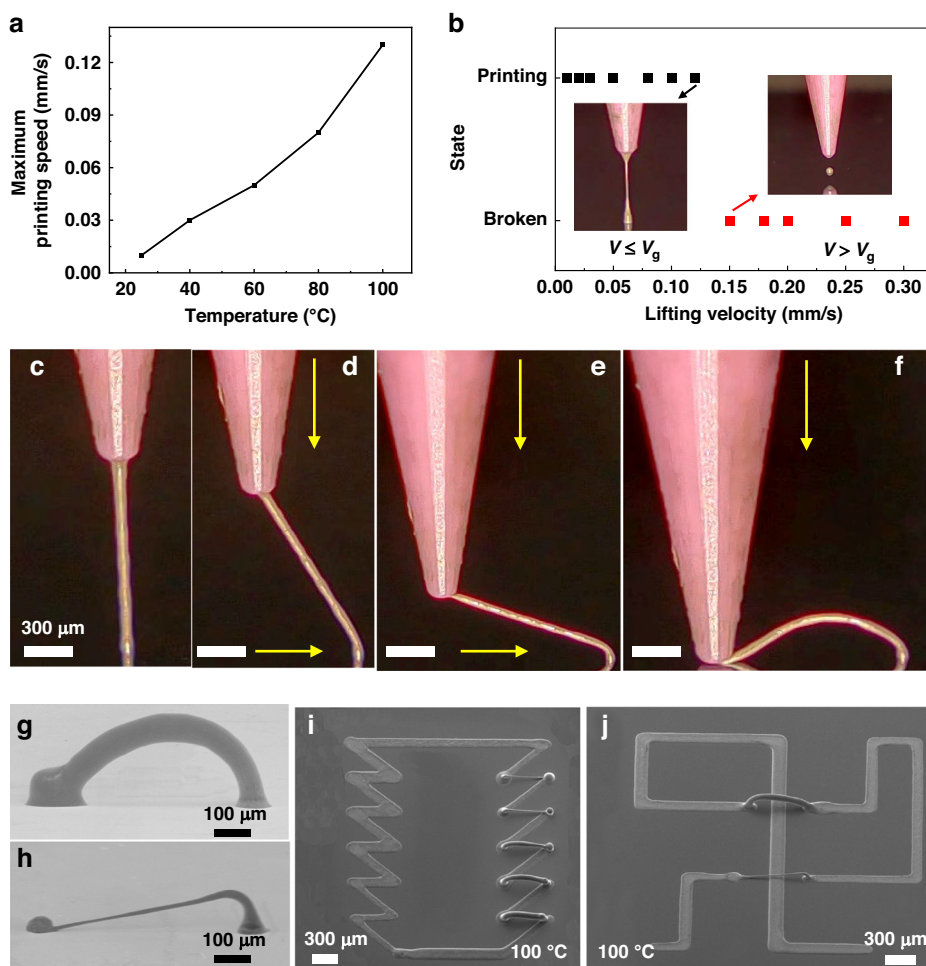 a
0.12
0.09
0.06
0.03
0.00
Maximum
printing speed (mm/s)
20 40 60 80 100
Temperature (°C)
b
Printing
State
Broken
V ≤ Vg
V > Vg
0.00 0.05 0.10 0.15 0.20 0.25 0.30
Lifting velocity (mm/s)
c
300 μm
d
e
f
g
100 μm
h
100 μm
i
300 μm
100 °C
j
100 °C
300 μm